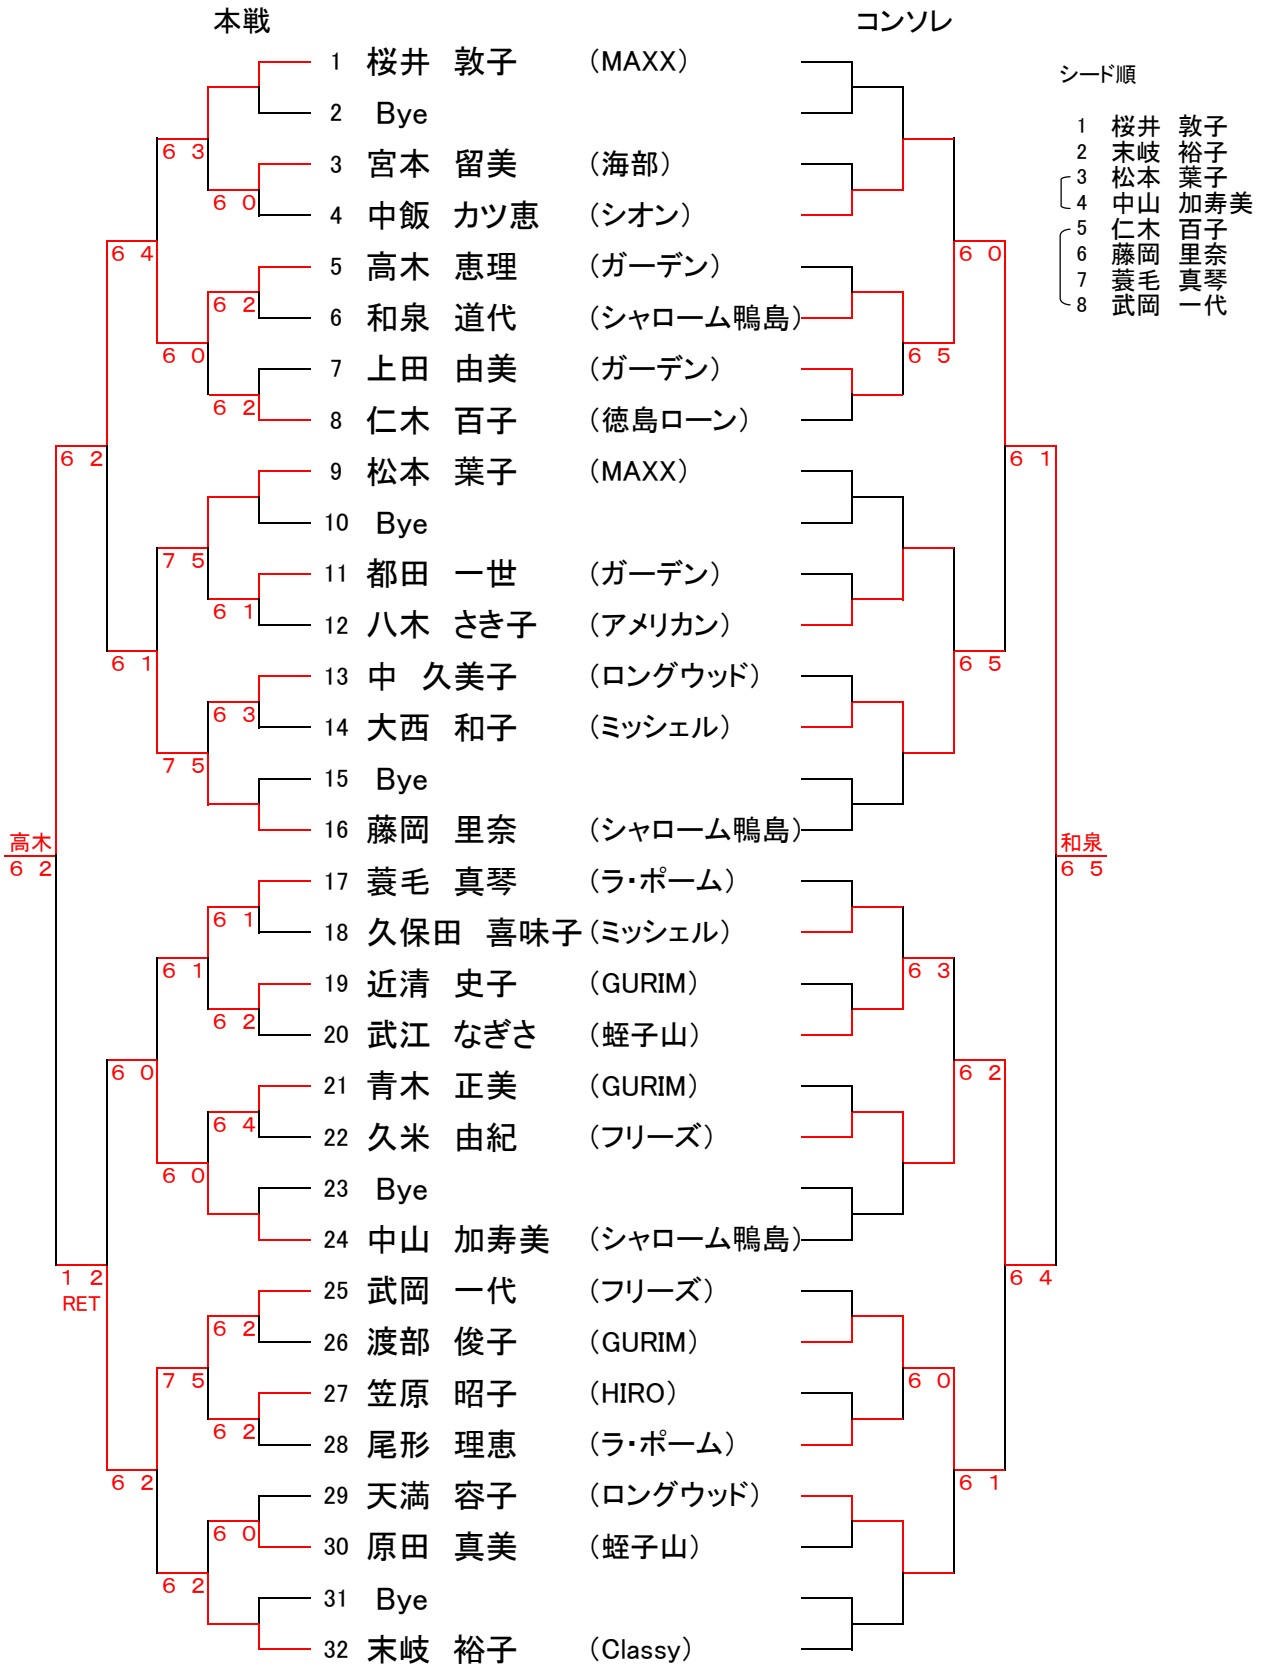 本戦 コンソレ
シード順
1 桜井 敦子
2 末岐 裕子
3 松本 葉子
4 中山 加寿美
5 仁木 百子
6 藤岡 里奈
7 蓑毛 真琴
8 武岡 一代
1 桜井 敦子 (MAXX)
2 Bye
6 3
3 宮本 留美 (海部)
6 0
4 中飯 カツ恵 (シオン)
6 4 6 0
5 高木 恵理 (ガーデン)
6 2
6 和泉 道代 (シャローム鴨島)
6 0 6 5
7 上田 由美 (ガーデン)
6 2
8 仁木 百子 (徳島ローン)
6 2 6 1
9 松本 葉子 (MAXX)
10 Bye
7 5
11 都田 一世 (ガーデン)
6 1
12 八木 さき子 (アメリカン)
6 1 6 5
13 中 久美子 (ロングウッド)
6 3
14 大西 和子 (ミッシェル)
7 5
15 Bye
16 藤岡 里奈 (シャローム鴨島)
高木 和泉
6 2 6 5
17 蓑毛 真琴 (ラ・ポーム)
6 1
18 久保田 喜味子 (ミッシェル)
6 1 6 3
19 近清 史子 (GURIM)
6 2
20 武江 なぎさ (蛭子山)
6 0 6 2
21 青木 正美 (GURIM)
6 4
22 久米 由紀 (フリーズ)
6 0
23 Bye
24 中山 加寿美 (シャローム鴨島)
1 2 6 4
RET
25 武岡 一代 (フリーズ)
6 2
26 渡部 俊子 (GURIM)
7 5 6 0
27 笠原 昭子 (HIRO)
6 2
28 尾形 理恵 (ラ・ポーム)
6 2 6 1
29 天満 容子 (ロングウッド)
6 0
30 原田 真美 (蛭子山)
6 2
31 Bye
32 末岐 裕子 (Classy)